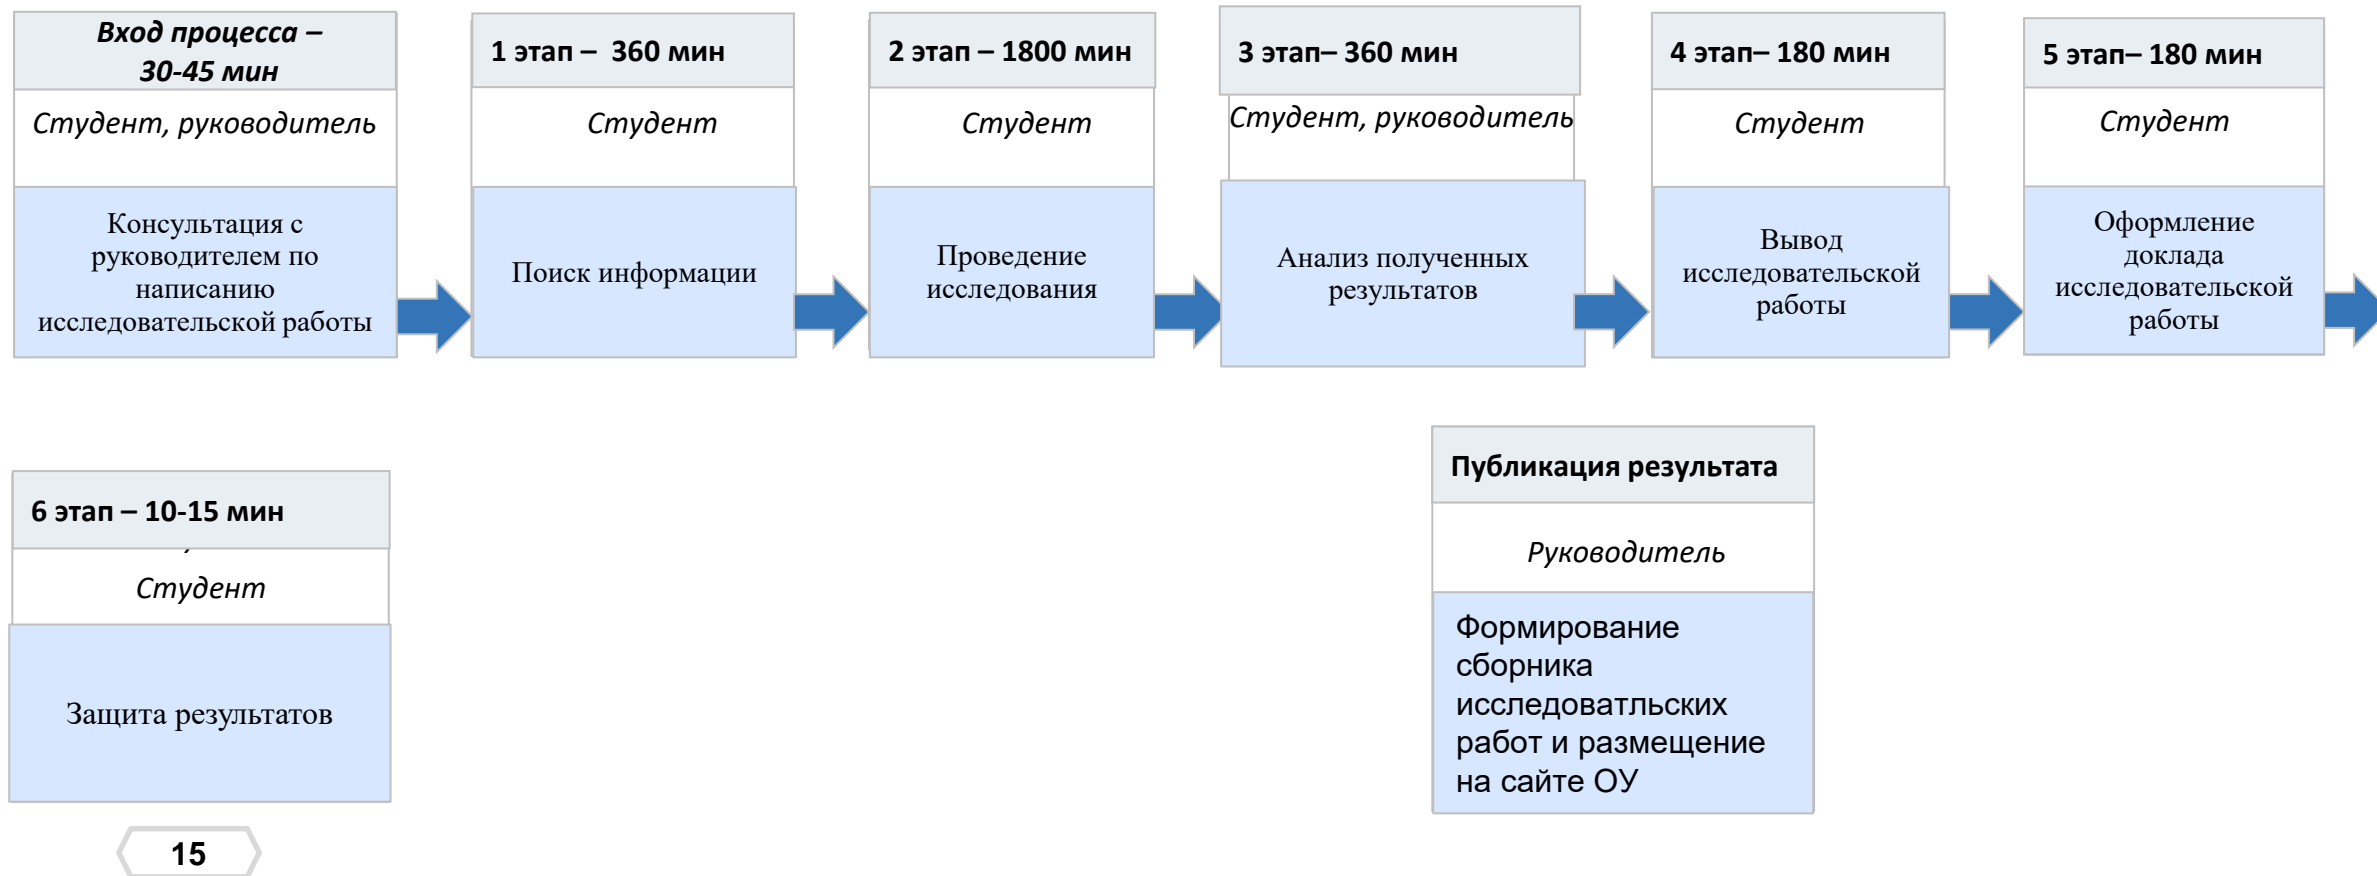 Вход процесса –
30-45 мин
Студент, руководитель
Консультация с
руководителем по
написанию
исследовательской работы
1 этап –  360 мин
Студент
Поиск информации
2 этап – 1800 мин
Студент
Проведение
исследования
3 этап– 360 мин
Студент, руководитель
Анализ полученных
результатов
4 этап– 180 мин
Студент
Вывод
исследовательской
работы
5 этап– 180 мин
Студент
Оформление
доклада
исследовательской
работы
6 этап – 10-15 мин
Студент
Защита результатов
Публикация результата
Руководитель
Формирование
сборника
исследоватльских
работ и размещение
на сайте ОУ
15